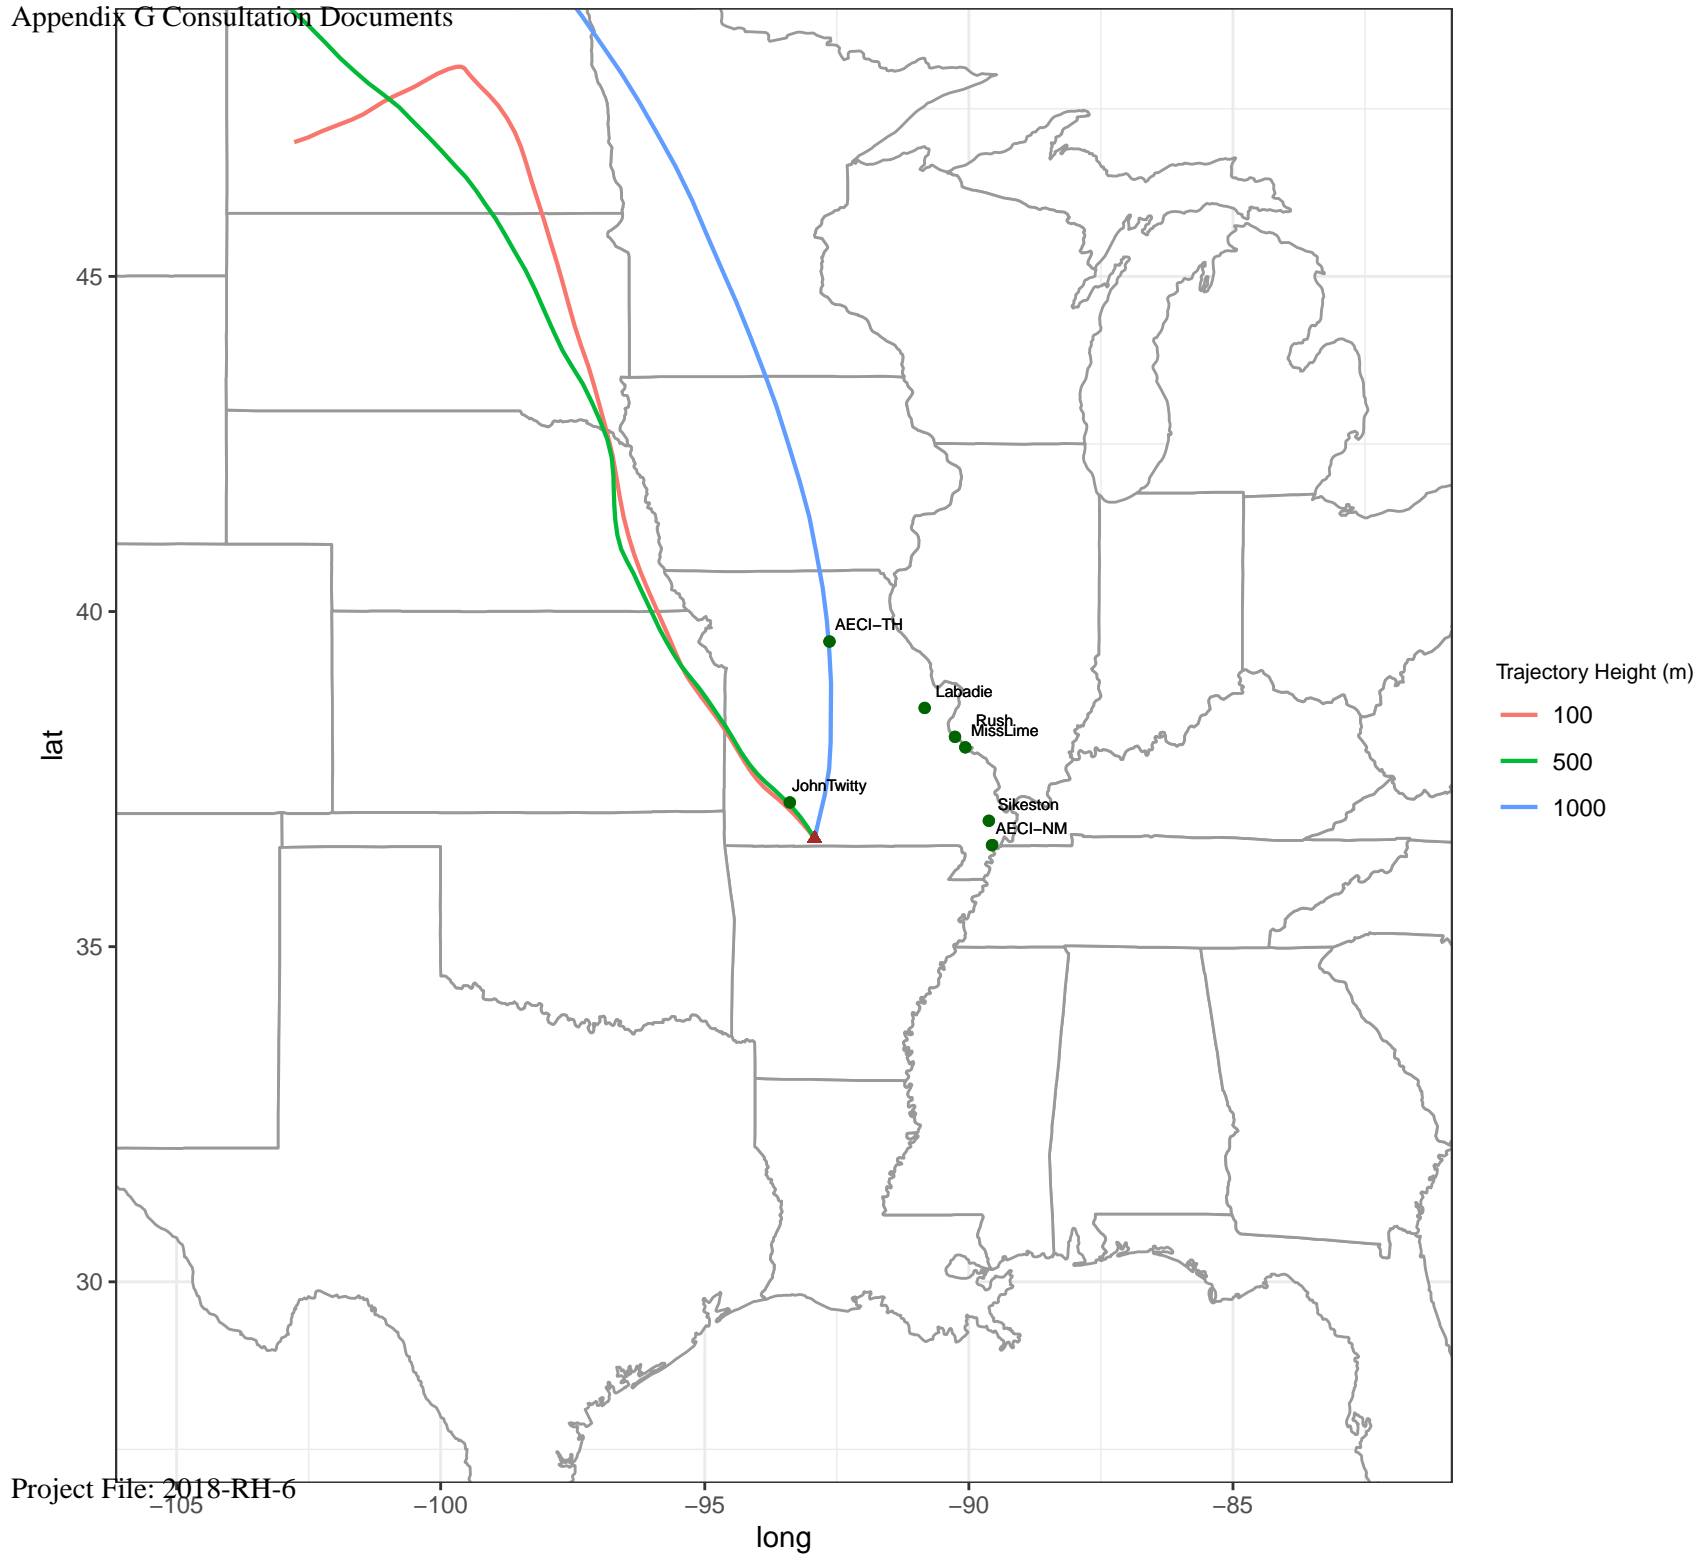 Appendix G Consultation Documents
45
40
35
30
lat
AECI−TH
Labadie
Rush
MissLime
JohnTwitty
Sikeston
AECI−NM
Trajectory Height (m)
100
500
1000
Project File: 2018-RH-6
−105
−100
−95
−90
−85
long